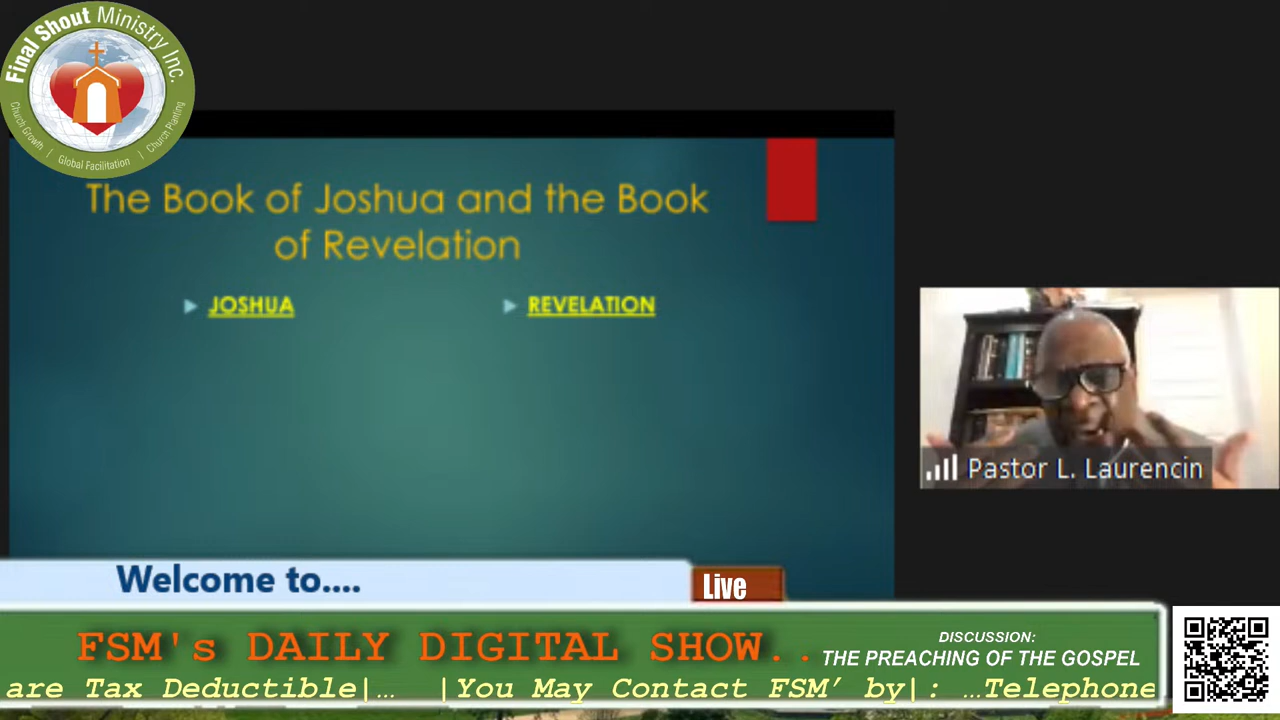 Final Shout Ministry Inc.
Church Growth | Global Facilitation | Church Planting
The Book of Joshua and the Book
of Revelation
JOSHUA
REVELATION
Pastor L. Laurencin
Welcome to....
Live
FSM's DAILY DIGITAL SHOW..
DISCUSSION:
THE PREACHING OF THE GOSPEL
are Tax Deductible|… |You May Contact FSM’ by|: …Telephone